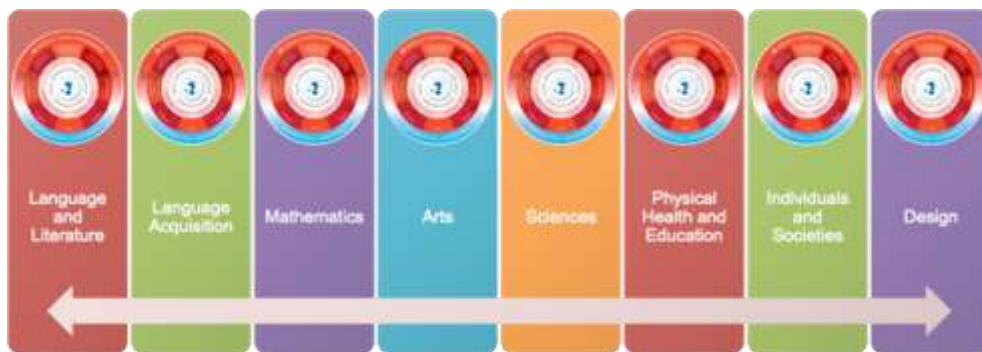 Language
and
Literature
Language
Acquisition
Mathematics
Arts
Sciences
Physical
Health and
Education
Individuals
and
Societies
Design